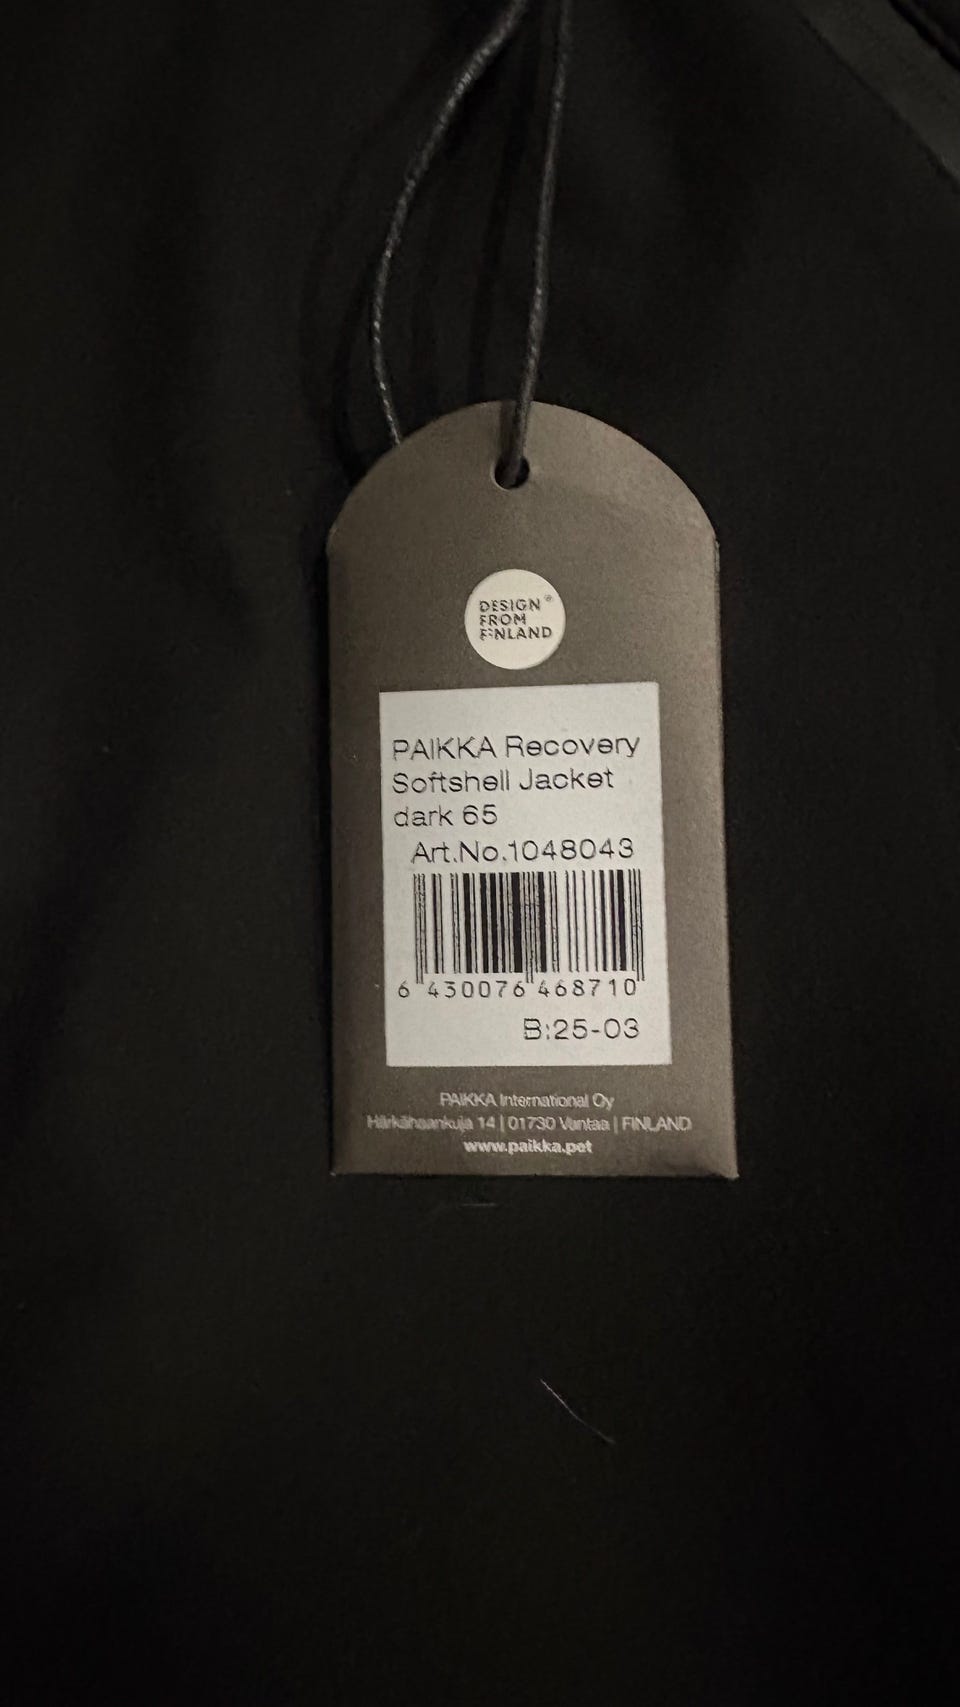 DESIGN®
FROM
FINLAND
PAIKKA Recovery
Softshell Jacket
dark 65
Art.No.1048043
6 430076 468710
B:25-03
PAIKKA International Oy
Härkähaankuja 14 | 01730 Vantaa | FINLAND
www.paikka.pet